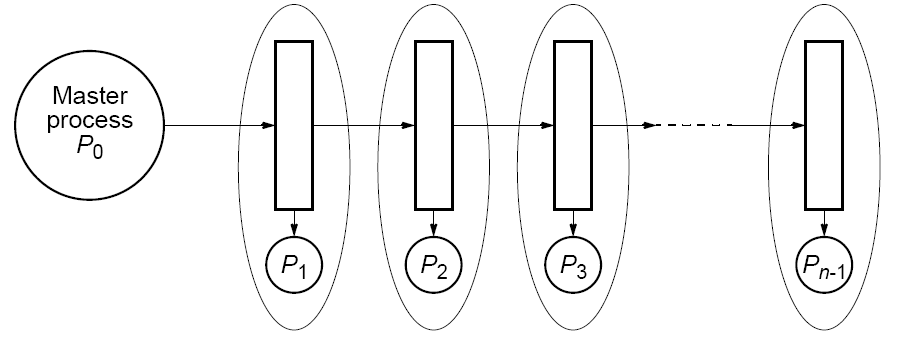 Master
process
P0
P1
P2
P3
Pn-1